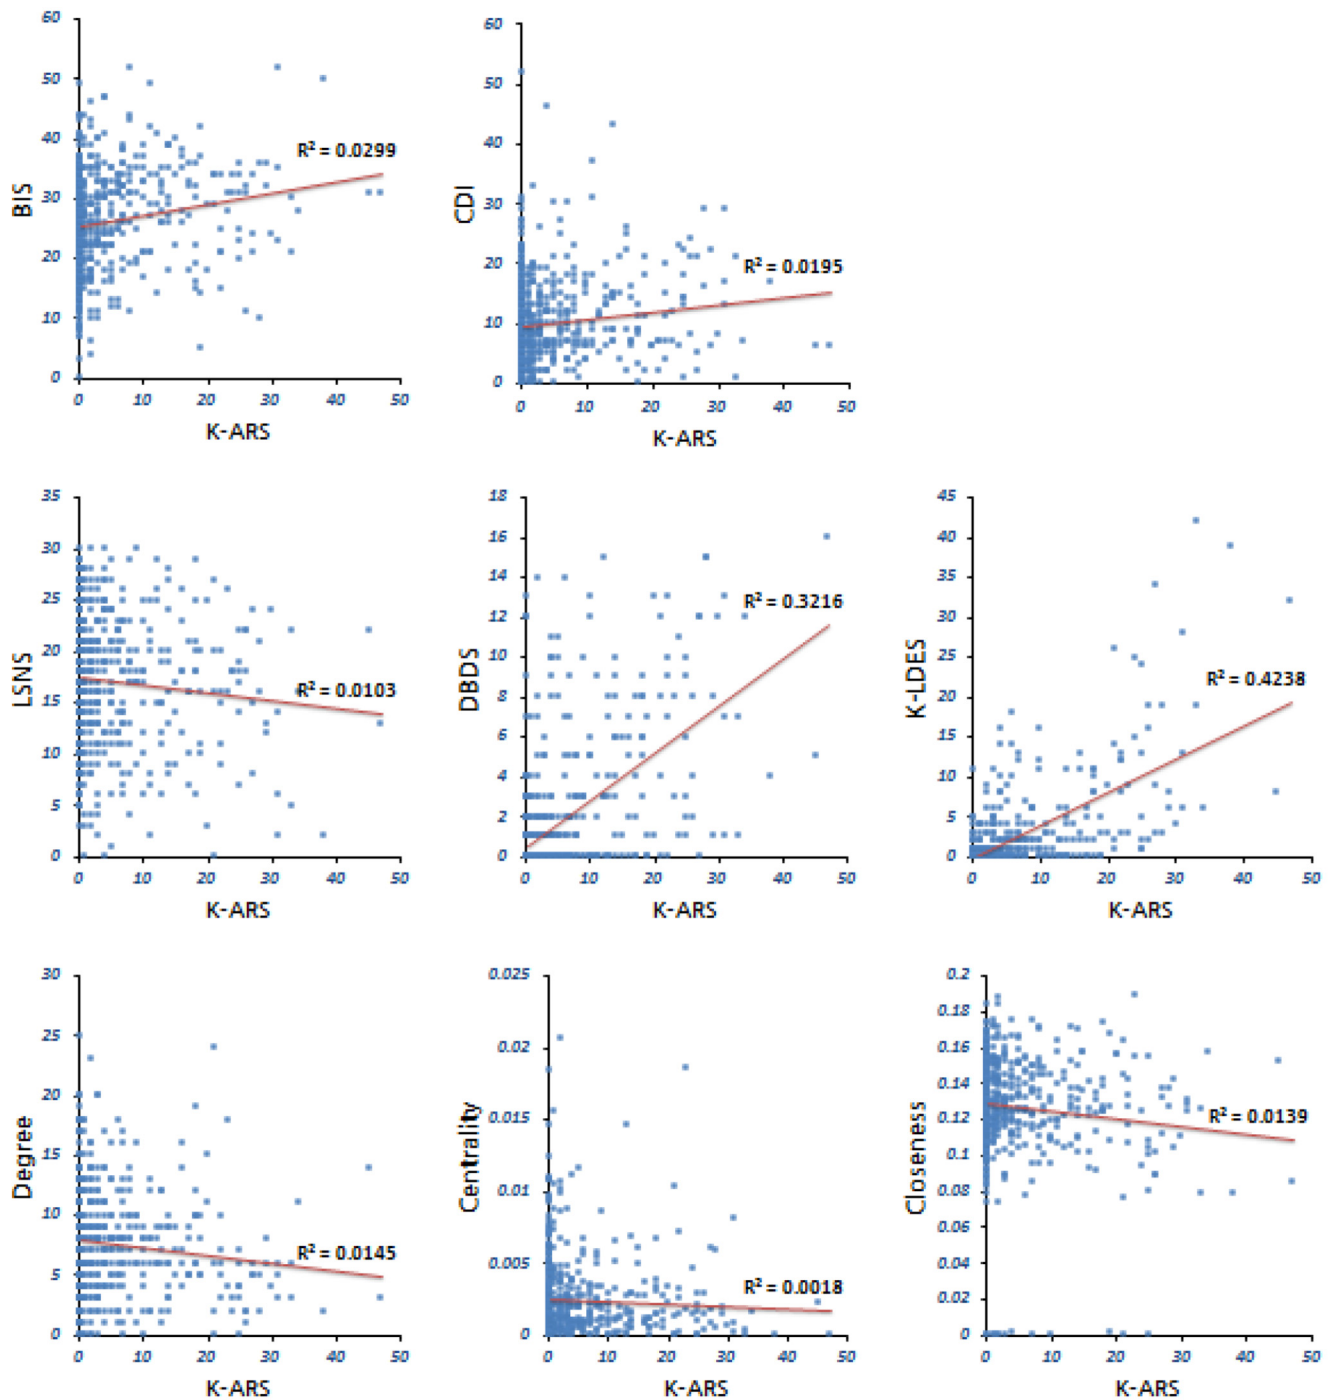 60
50
40
30
20
10
0
BIS
R² = 0.0299
0 10 20 30 40 50
K-ARS
60
50
40
30
20
10
0
CDI
R² = 0.0195
0 10 20 30 40 50
K-ARS
35
30
25
20
15
10
5
0
LSNS
R² = 0.0103
0 10 20 30 40 50
K-ARS
18
16
14
12
10
8
6
4
2
0
DBDS
R² = 0.3216
0 10 20 30 40 50
K-ARS
45
40
35
30
25
20
15
10
5
0
K-LDES
R² = 0.4238
0 10 20 30 40 50
K-ARS
30
25
20
15
10
5
0
Degree
R² = 0.0145
0 10 20 30 40 50
K-ARS
0.025
0.02
0.015
0.01
0.005
0
Centrality
R² = 0.0018
0 10 20 30 40 50
K-ARS
0.2
0.18
0.16
0.14
0.12
0.1
0.08
0.06
0.04
0.02
0
Closeness
R² = 0.0139
0 10 20 30 40 50
K-ARS